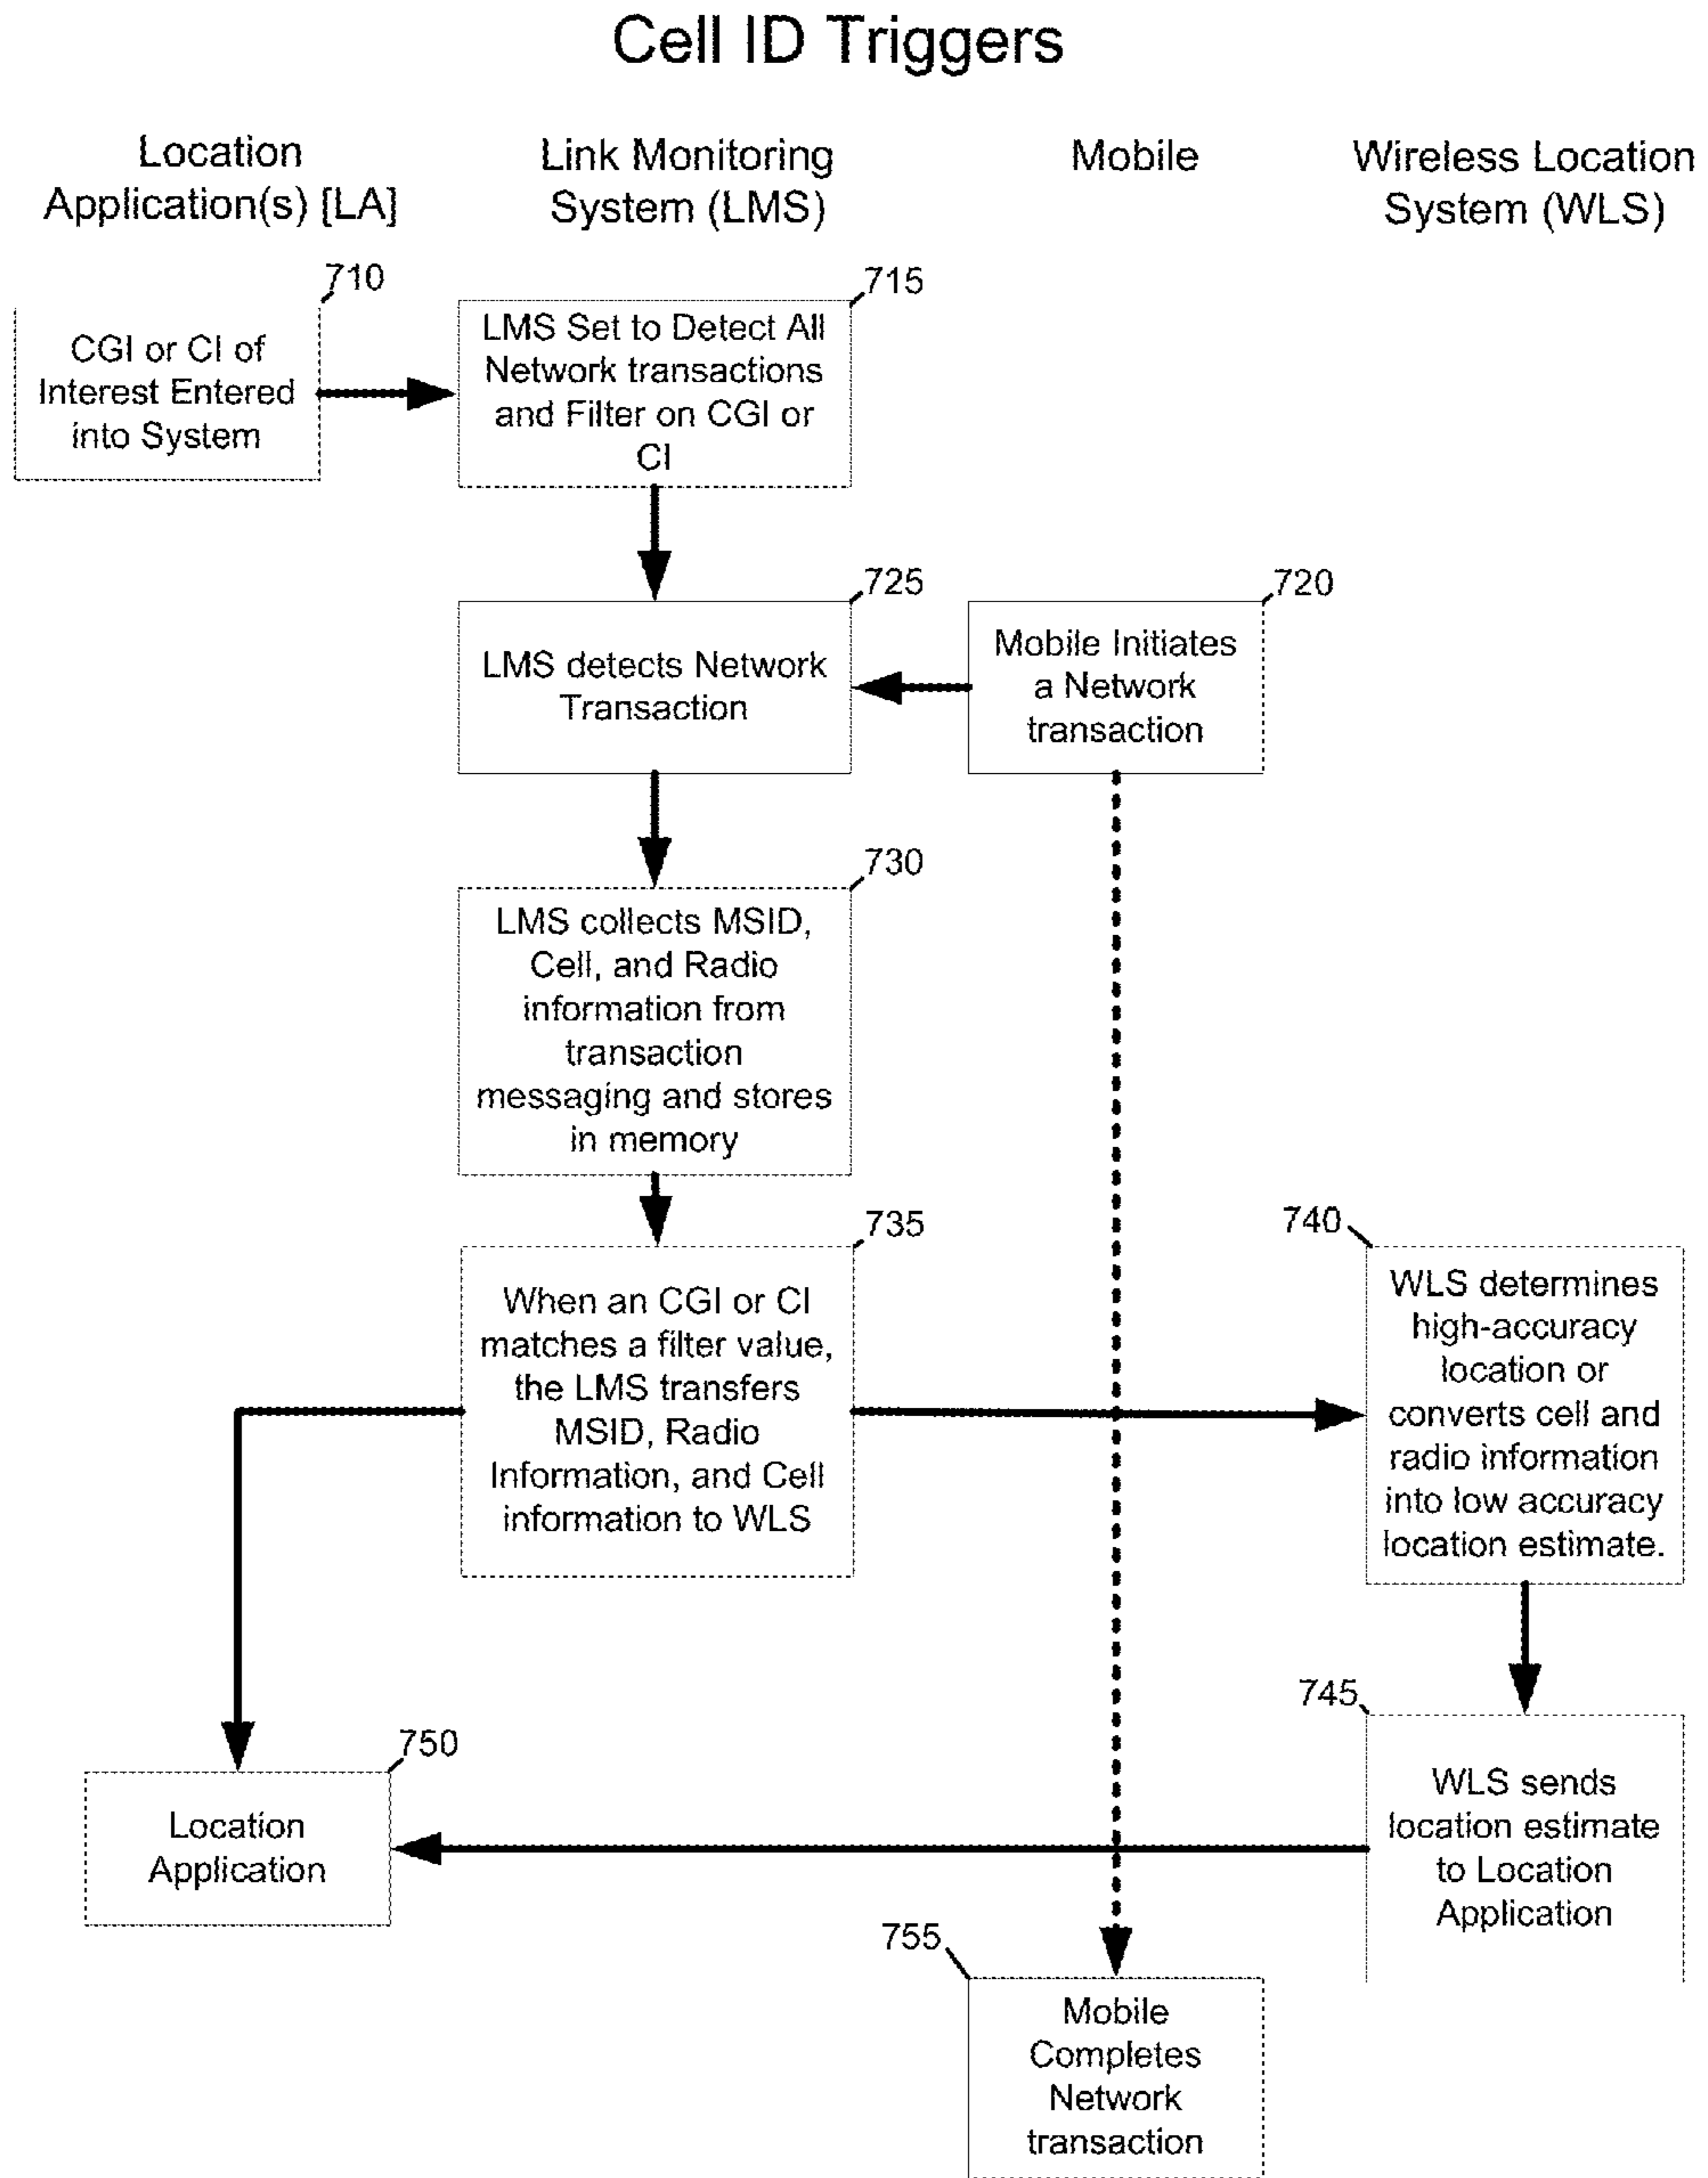 Cell ID Triggers
Location
Application(s) [LA]
Link Monitoring
System (LMS)
Mobile
Wireless Location
System (WLS)
710
CGI or CI of
Interest Entered
into System
715
LMS Set to Detect All
Network transactions
and Filter on CGI or
CI
725
LMS detects Network
Transaction
720
Mobile Initiates
a Network
transaction
730
LMS collects MSID,
Cell, and Radio
information from
transaction
messaging and stores
in memory
735
When an CGI or CI
matches a filter value,
the LMS transfers
MSID, Radio
Information, and Cell
information to WLS
740
WLS determines
high-accuracy
location or
converts cell and
radio information
into low accuracy
location estimate.
745
WLS sends
location estimate
to Location
Application
750
Location
Application
755
Mobile
Completes
Network
transaction